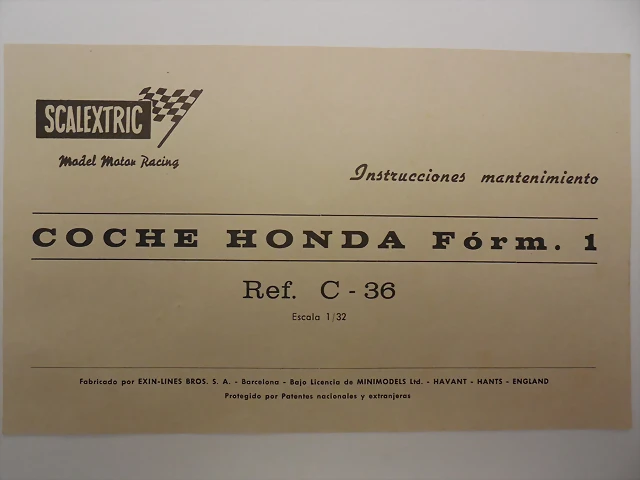 SCALEXTRIC
Model Motor Racing
Instrucciones mantenimiento
COCHE HONDA Fórm. 1
Ref. C - 36
Escala 1/32
Fabricado por EXIN-LINES BROS. S. A. - Barcelona - Bajo Licencia de MINIMODELS Ltd. - HAVANT - HANTS - ENGLAND
Protegido por Patentes nacionales y extranjeras